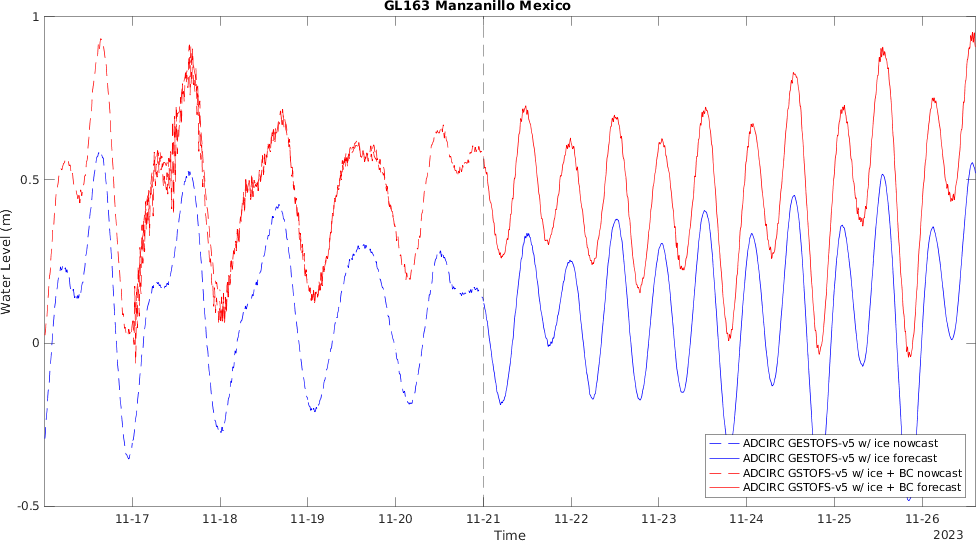 GL163 Manzanillo Mexico
1
0.5
0
-0.5
Water Level (m)
ADCIRC GESTOFS-v5 w/ ice nowcast
ADCIRC GESTOFS-v5 w/ ice forecast
ADCIRC GSTOFS-v5 w/ ice + BC nowcast
ADCIRC GSTOFS-v5 w/ ice + BC forecast
11-17 11-18 11-19 11-20 11-21 11-22 11-23 11-24 11-25 11-26
Time
2023